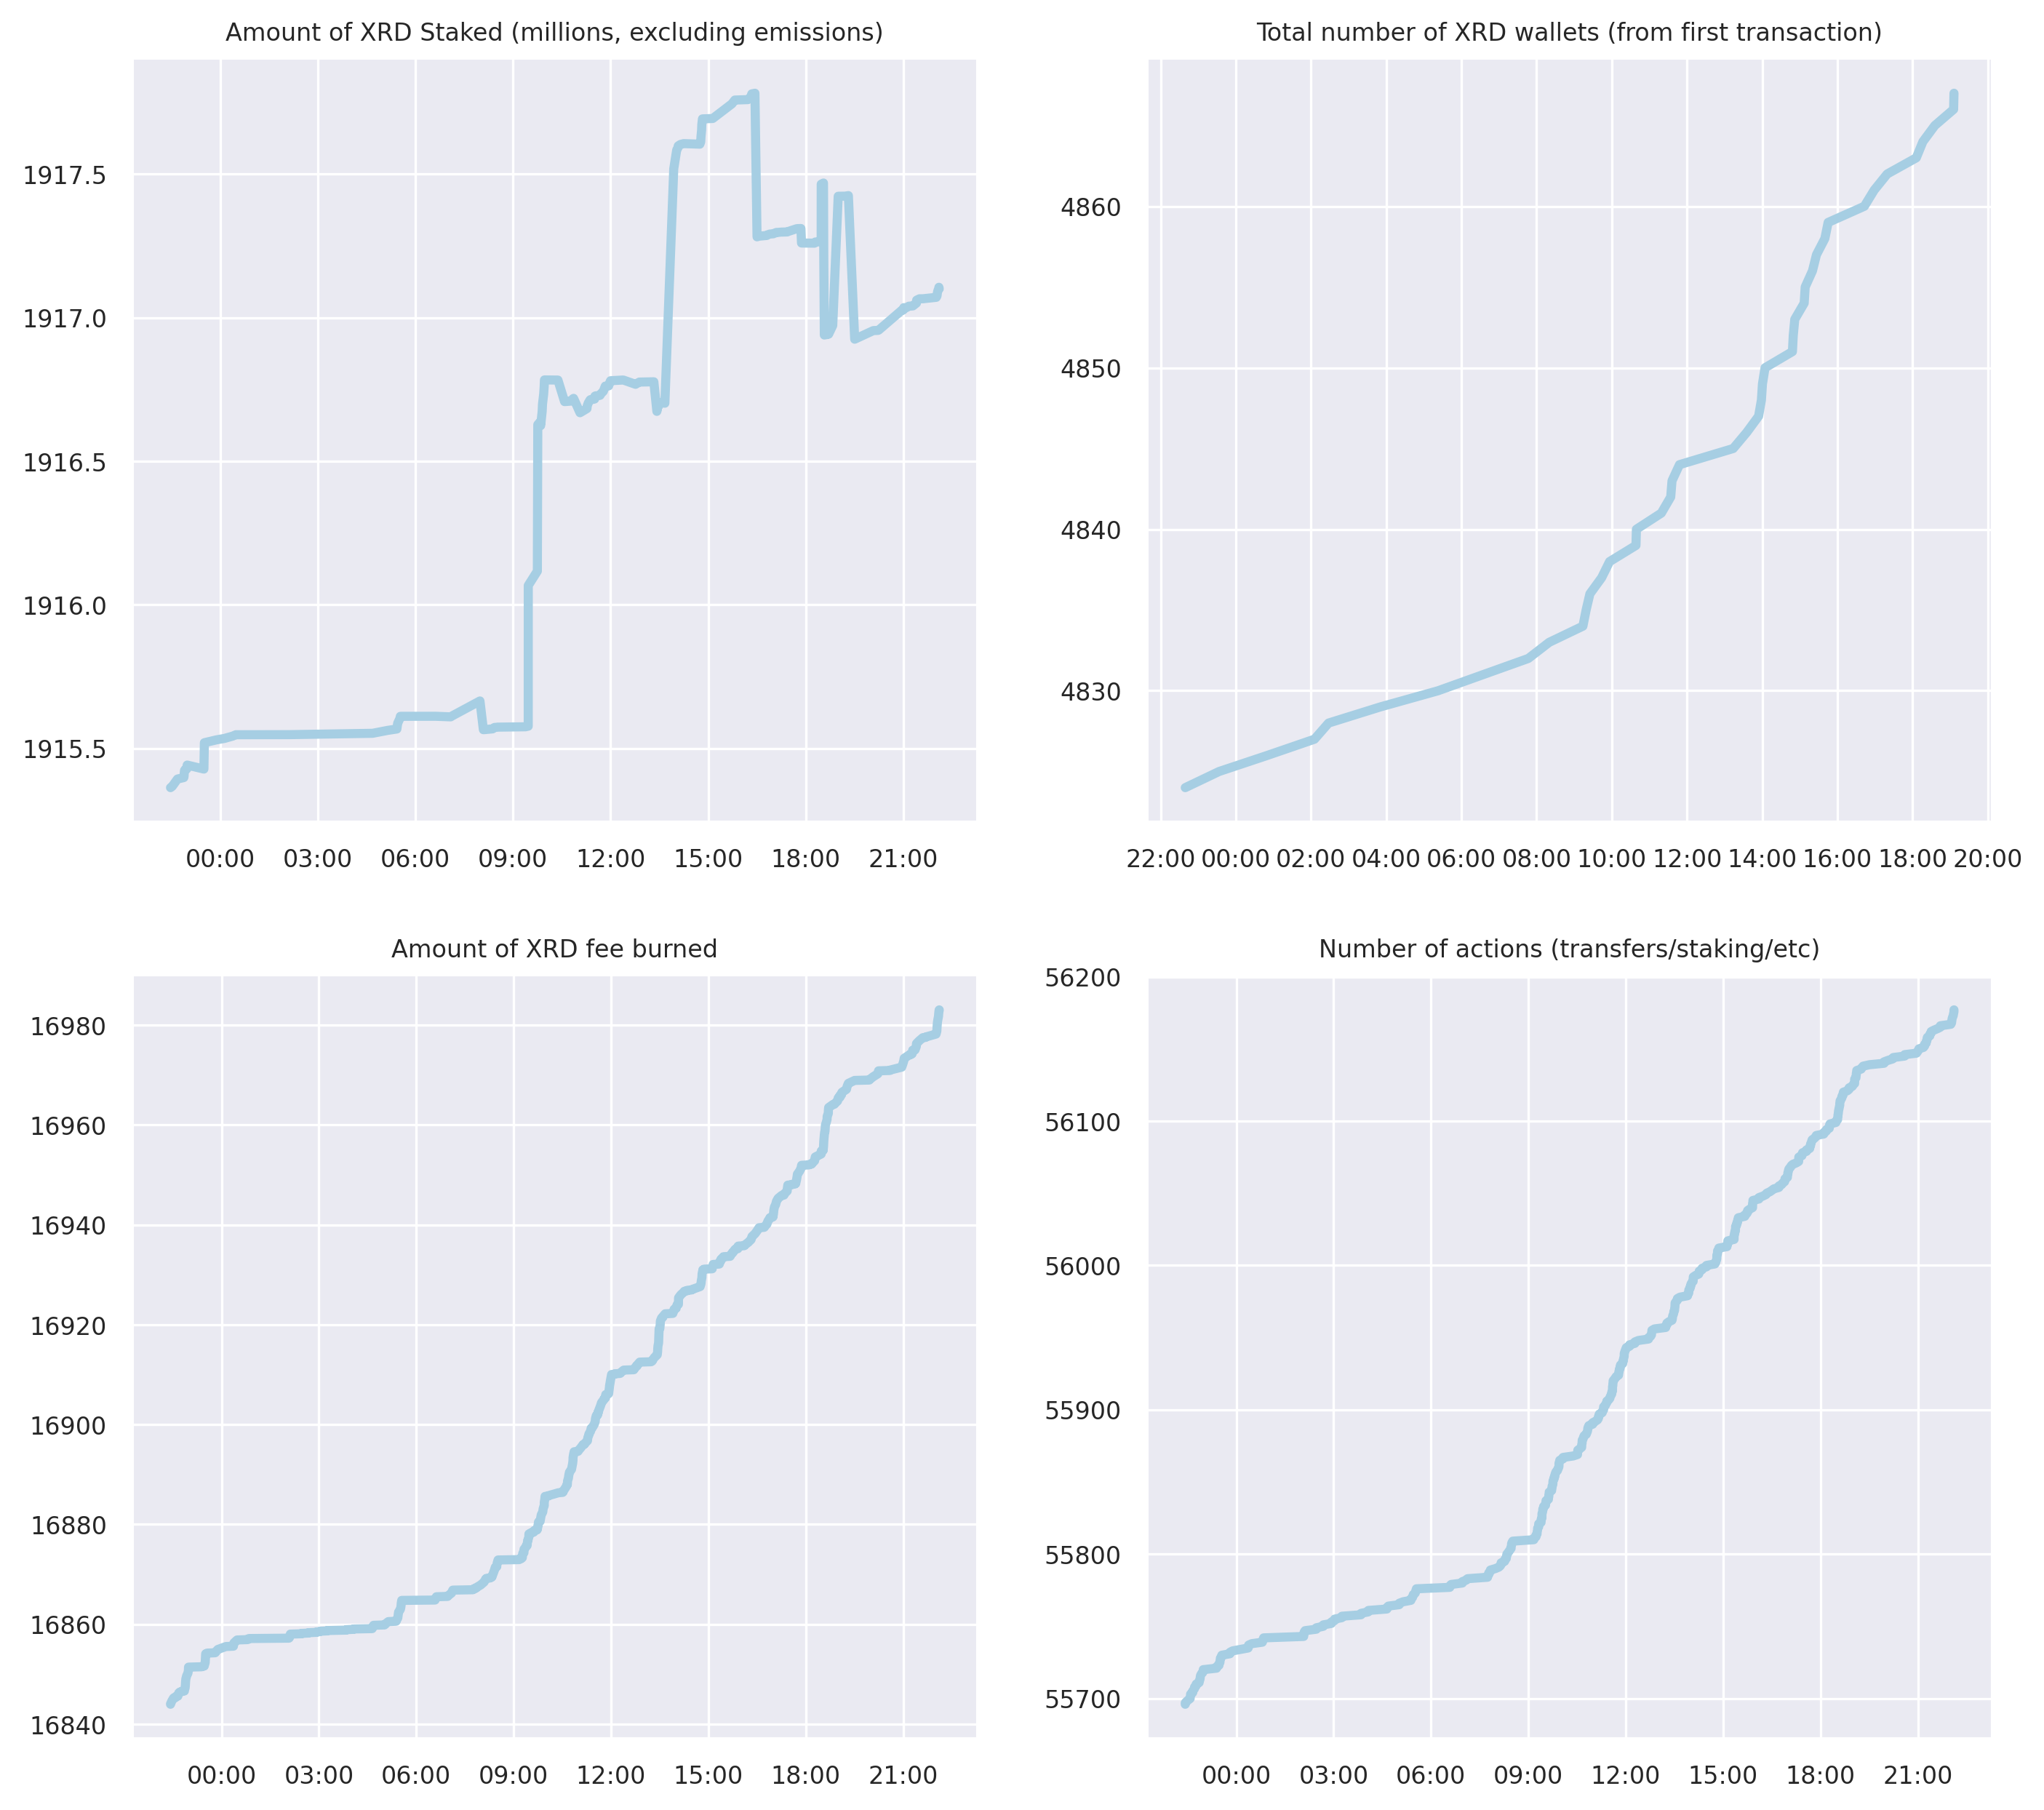 Amount of XRD Staked (millions, excluding emissions)
1917.5
1917.0
1916.5
1916.0
1915.5
00:00 03:00 06:00 09:00 12:00 15:00 18:00 21:00
Total number of XRD wallets (from first transaction)
4860
4850
4840
4830
22:00 00:00 02:00 04:00 06:00 08:00 10:00 12:00 14:00 16:00 18:00 20:00
Amount of XRD fee burned
16980
16960
16940
16920
16900
16880
16860
16840
00:00 03:00 06:00 09:00 12:00 15:00 18:00 21:00
Number of actions (transfers/staking/etc)
56200
56100
56000
55900
55800
55700
00:00 03:00 06:00 09:00 12:00 15:00 18:00 21:00